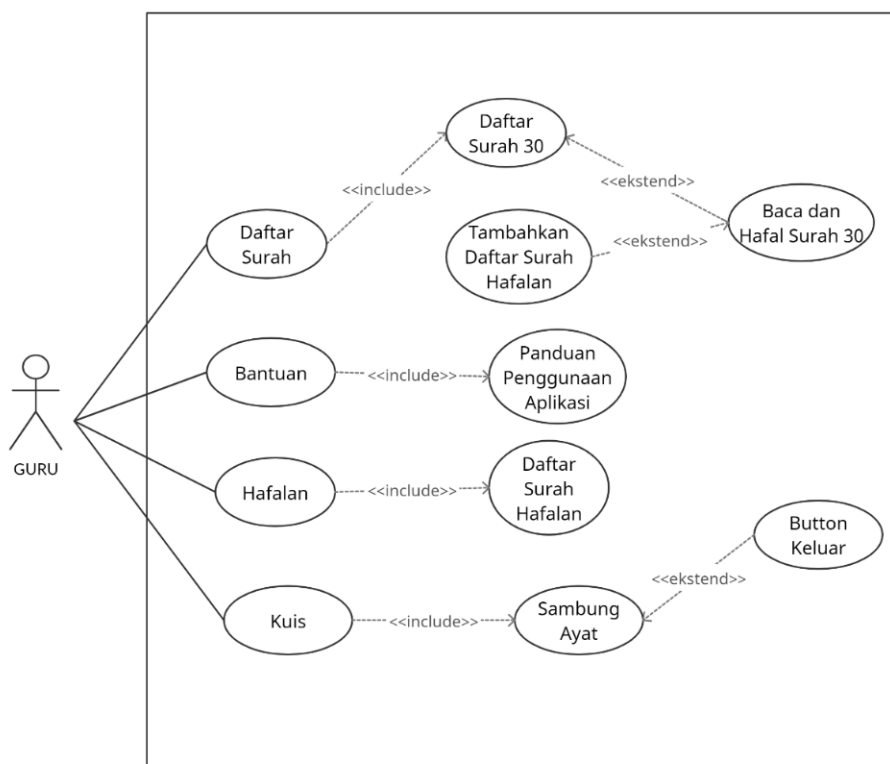 Daftar
Surah 30
<<include>>
<<ekstend>>
Baca dan
Hafal Surah 30
Daftar
Surah
Tambahkan
Daftar Surah
Hafalan
<<ekstend>>
Bantuan
<<include>>
Panduan
Penggunaan
Aplikasi
GURU
Hafalan
<<include>>
Daftar
Surah
Hafalan
Button
Keluar
<<ekstend>>
Kuis
<<include>>
Sambung
Ayat